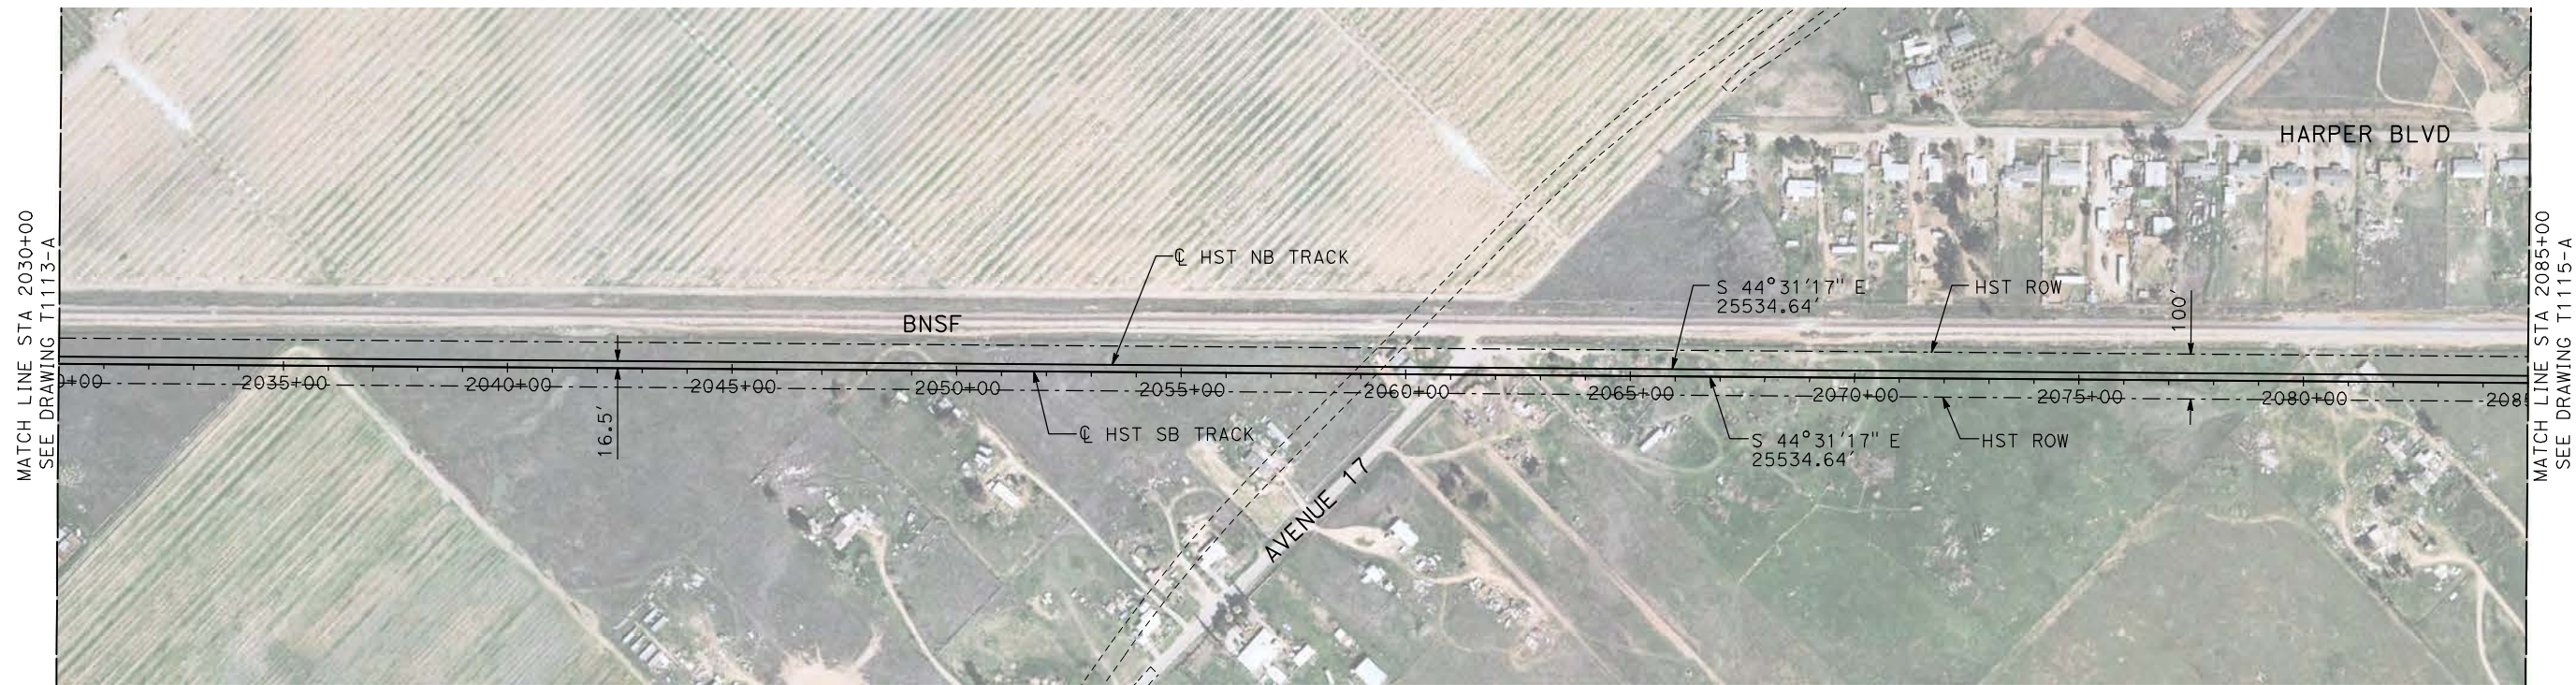 MATCH LINE STA 2030+00
SEE DRAWING T1113-A
HARPER BLVD
℄ HST NB TRACK
S 44°31'17" E
25534.64'
HST ROW
100'
BNSF
0+00
2035+00
2040+00
2045+00
2050+00
2055+00
2060+00
2065+00
2070+00
2075+00
2080+00
208
16.5'
℄ HST SB TRACK
S 44°31'17" E
25534.64'
HST ROW
AVENUE 17
MATCH LINE STA 2085+00
SEE DRAWING T1115-A